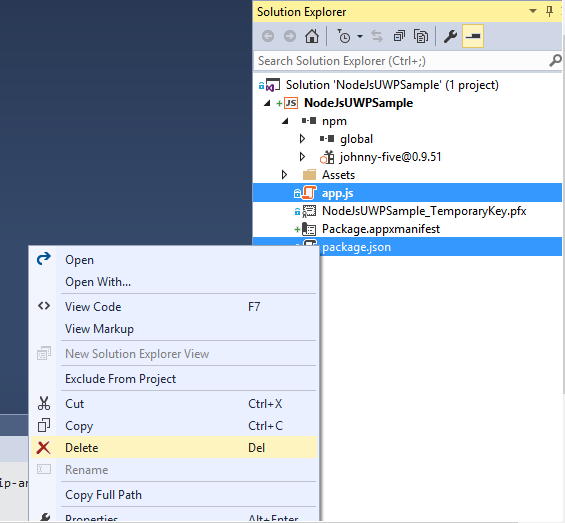 Solution Explorer
Search Solution Explorer (Ctrl+;)
Solution 'NodeJsUWPSample' (1 project)
JS NodeJsUWPSample
npm
global
johnny-five@0.9.51
Assets
app.js
NodeJsUWPSample_TemporaryKey.pfx
Package.appxmanifest
package.json
Open
Open With...
View Code F7
View Markup
New Solution Explorer View
Exclude From Project
Cut Ctrl+X
Copy Ctrl+C
Delete Del
Rename
Copy Full Path
Properties Alt+Enter